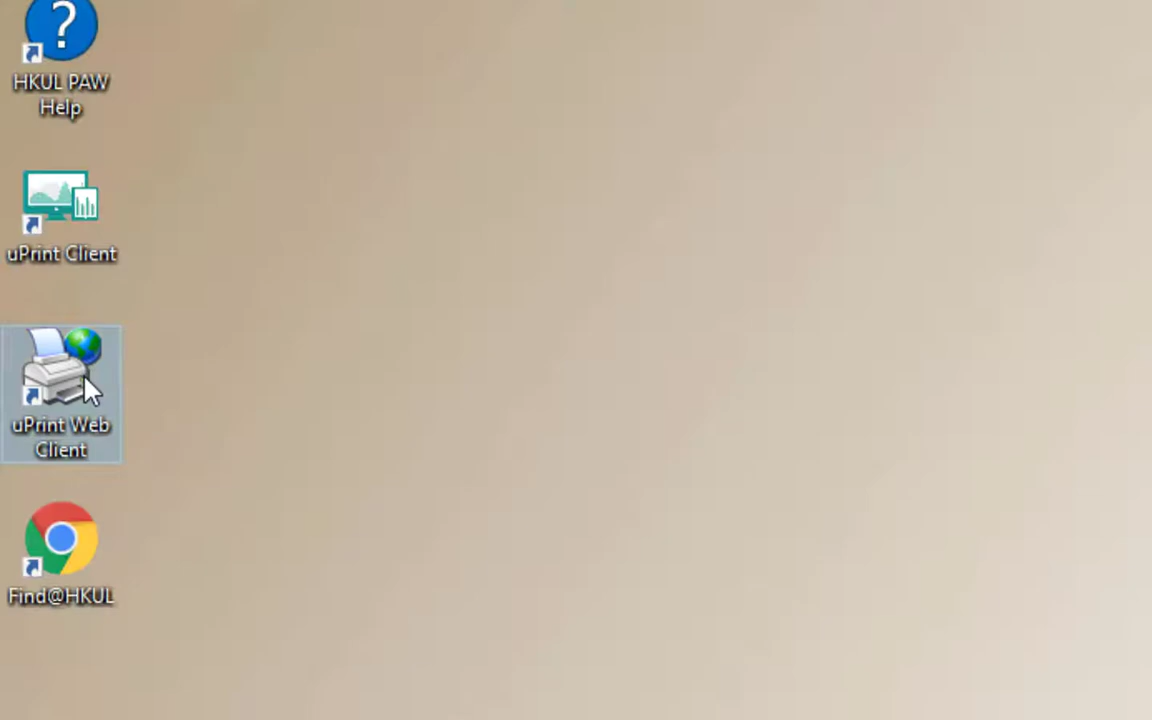 ?
HKUL PAW
Help
uPrint Client
uPrint Web
Client
Find@HKUL